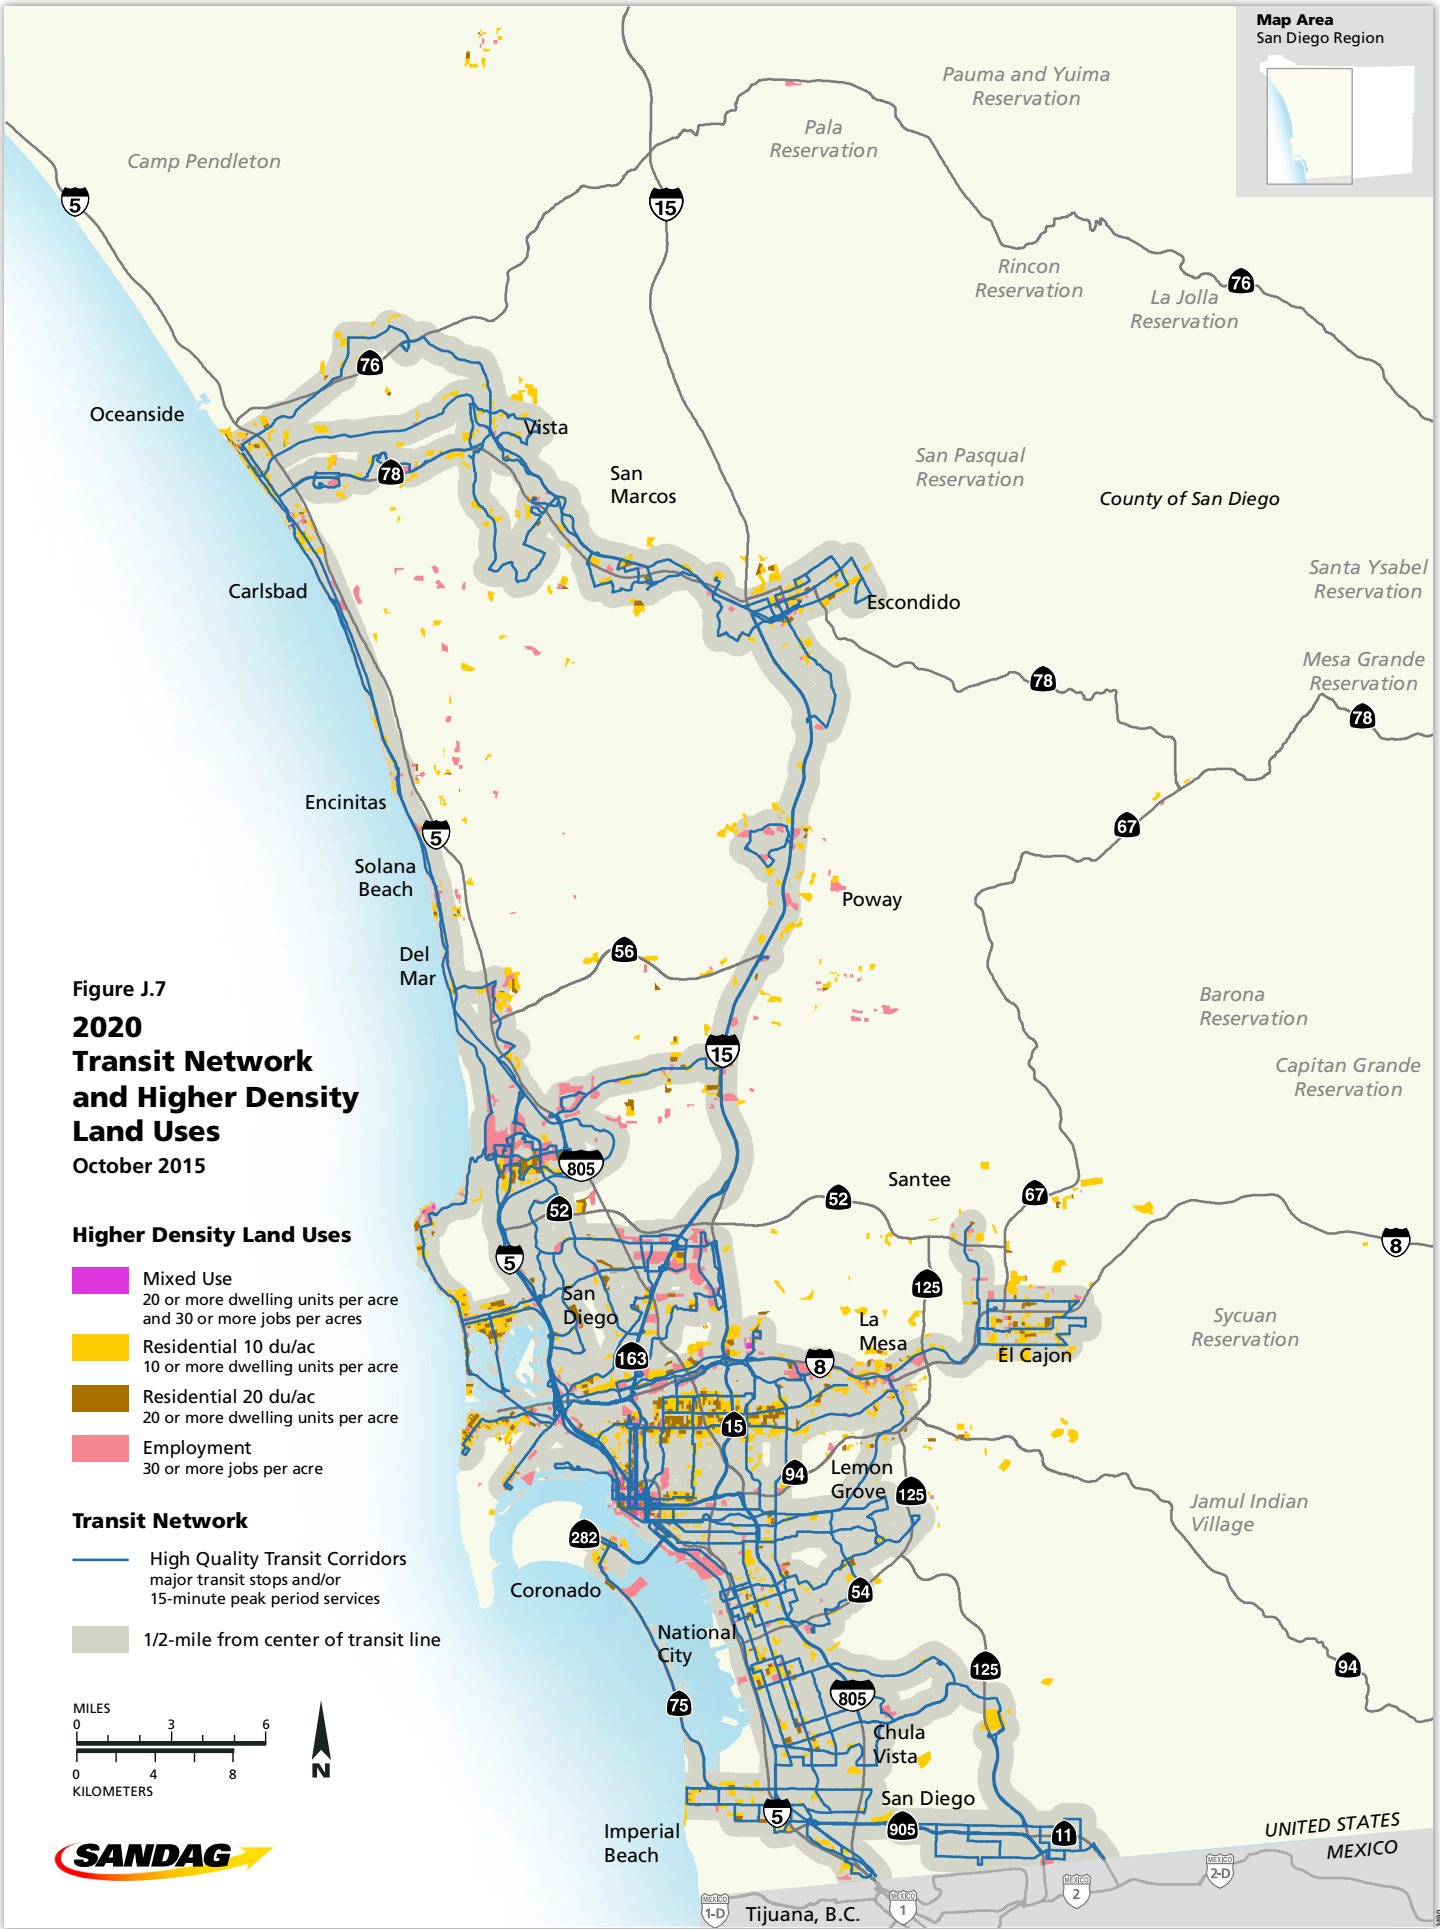 Map Area
San Diego Region
Pauma and Yuima
Reservation
Pala
Reservation
Camp Pendleton
5
15
Rincon
Reservation
76
La Jolla
Reservation
76
Oceanside
Vista
78
San
Marcos
San Pasqual
Reservation
County of San Diego
Santa Ysabel
Reservation
Carlsbad
Escondido
Mesa Grande
Reservation
78
78
Encinitas
5
67
Solana
Beach
Poway
Del
Mar
56
Barona
Reservation
15
Capitan Grande
Reservation
Figure J.7
2020
Transit Network
and Higher Density
Land Uses
October 2015
805
Santee
52
67
52
5
8
125
San
Diego
La
Mesa
Sycuan
Reservation
163
8
El Cajon
15
94
Lemon
Grove
125
Jamul Indian
Village
282
Coronado
54
National
City
125
94
805
75
Chula
Vista
San Diego
5
905
11
Imperial
Beach
UNITED STATES
MEXICO
MEXICO
2-D
MEXICO
2
MEXICO
1-D
MEXICO
1
Tijuana, B.C.
Higher Density Land Uses
Mixed Use
20 or more dwelling units per acre
and 30 or more jobs per acres
Residential 10 du/ac
10 or more dwelling units per acre
Residential 20 du/ac
20 or more dwelling units per acre
Employment
30 or more jobs per acre
Transit Network
High Quality Transit Corridors
major transit stops and/or
15-minute peak period services
1/2-mile from center of transit line
MILES
0 3 6
0 4 8
KILOMETERS
N
SANDAG